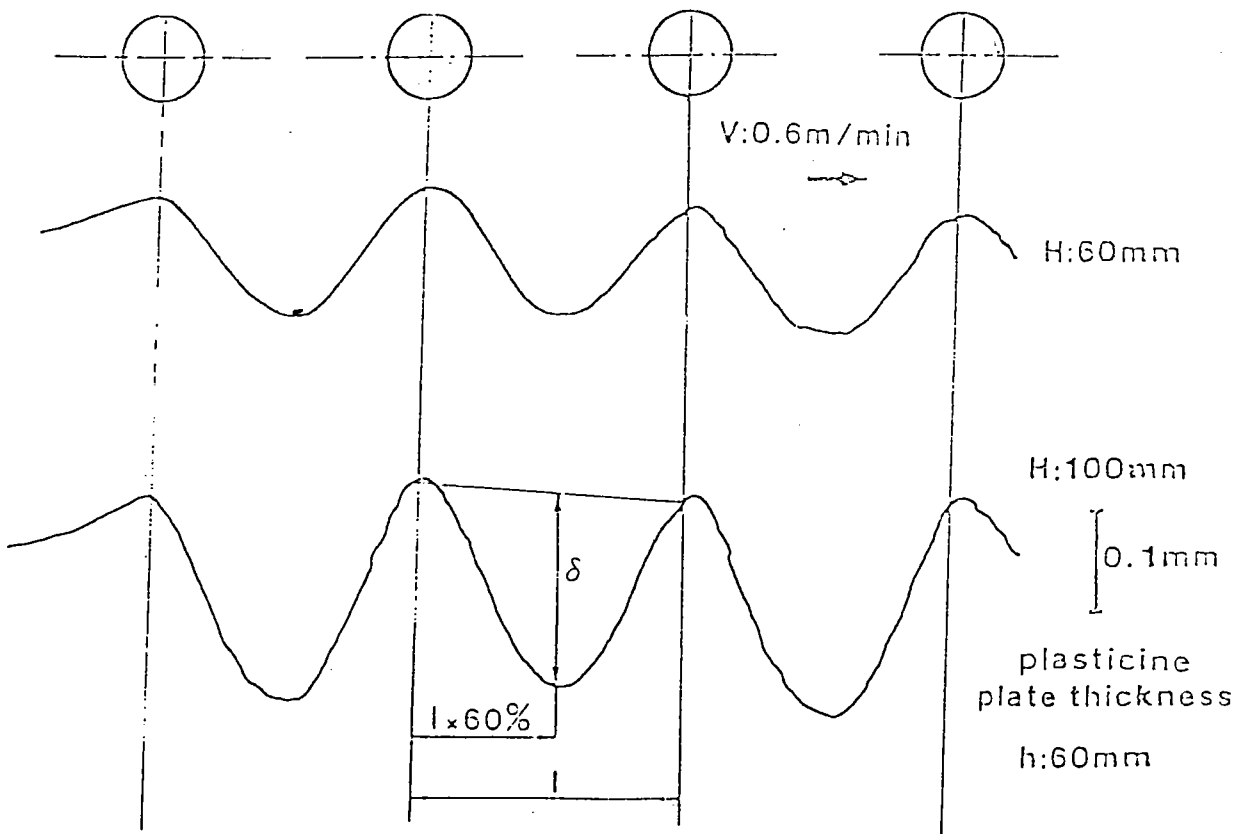 V:0.6m/min
H:60mm
H:100mm
0.1mm
δ
plasticine
plate thickness
l×60%
h:60mm
l